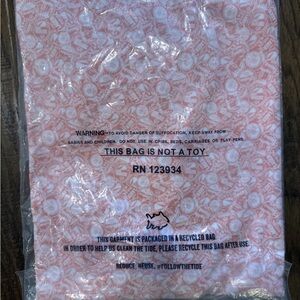 WARNING: TO AVOID DANGER OF SUFFOCATION, KEEP AWAY FROM
BABIES AND CHILDREN. DO NOT USE IN CRIBS, BEDS, CARRIAGES OR PLAY PENS.
THIS BAG IS NOT A TOY
RN 123934
THIS GARMENT IS PACKAGED IN A RECYCLED BAG
IN ORDER TO HELP US CLEAN THE TIDE, PLEASE RECYCLE THIS BAG AFTER USE.
REDUCE, REUSE, #FOLLOWTHETIDE